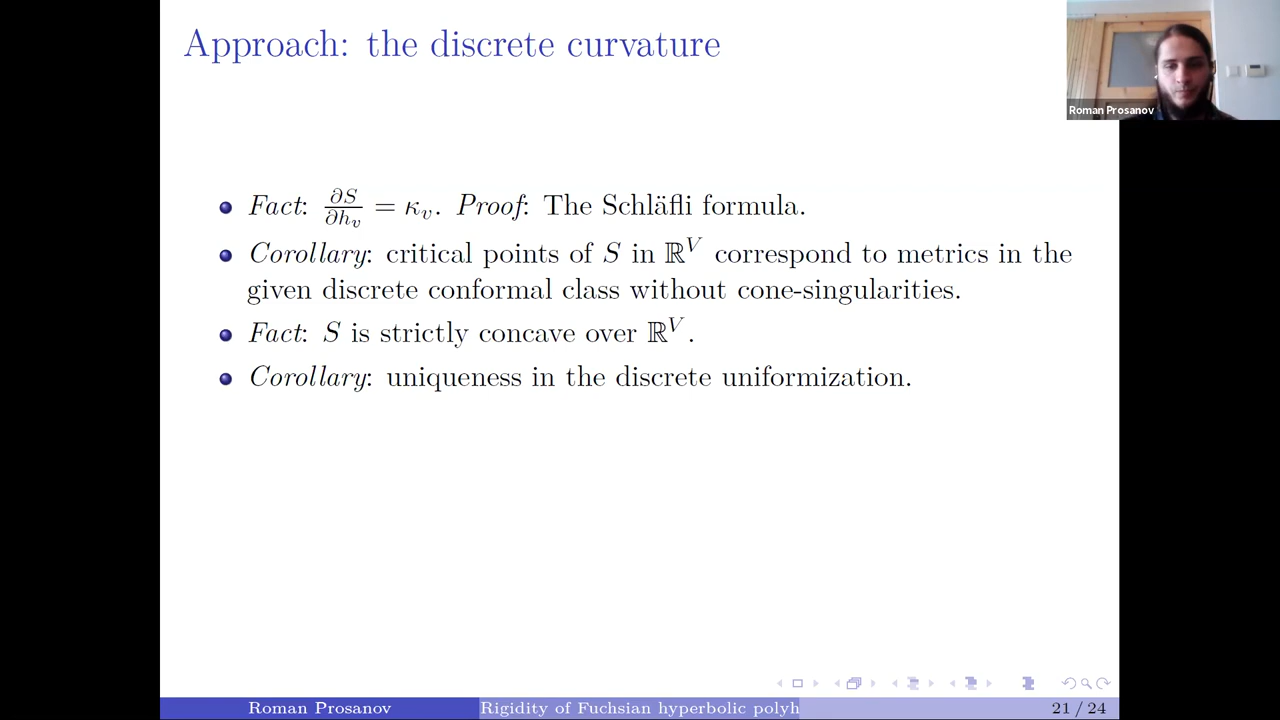 Approach: the discrete curvature
Roman Prosanov
Fact: ∂S/∂h_v = κ_v. Proof: The Schläfli formula.
Corollary: critical points of S in ℝ^V correspond to metrics in the
given discrete conformal class without cone-singularities.
Fact: S is strictly concave over ℝ^V.
Corollary: uniqueness in the discrete uniformization.
Roman Prosanov
Rigidity of Fuchsian hyperbolic polyh
21 / 24